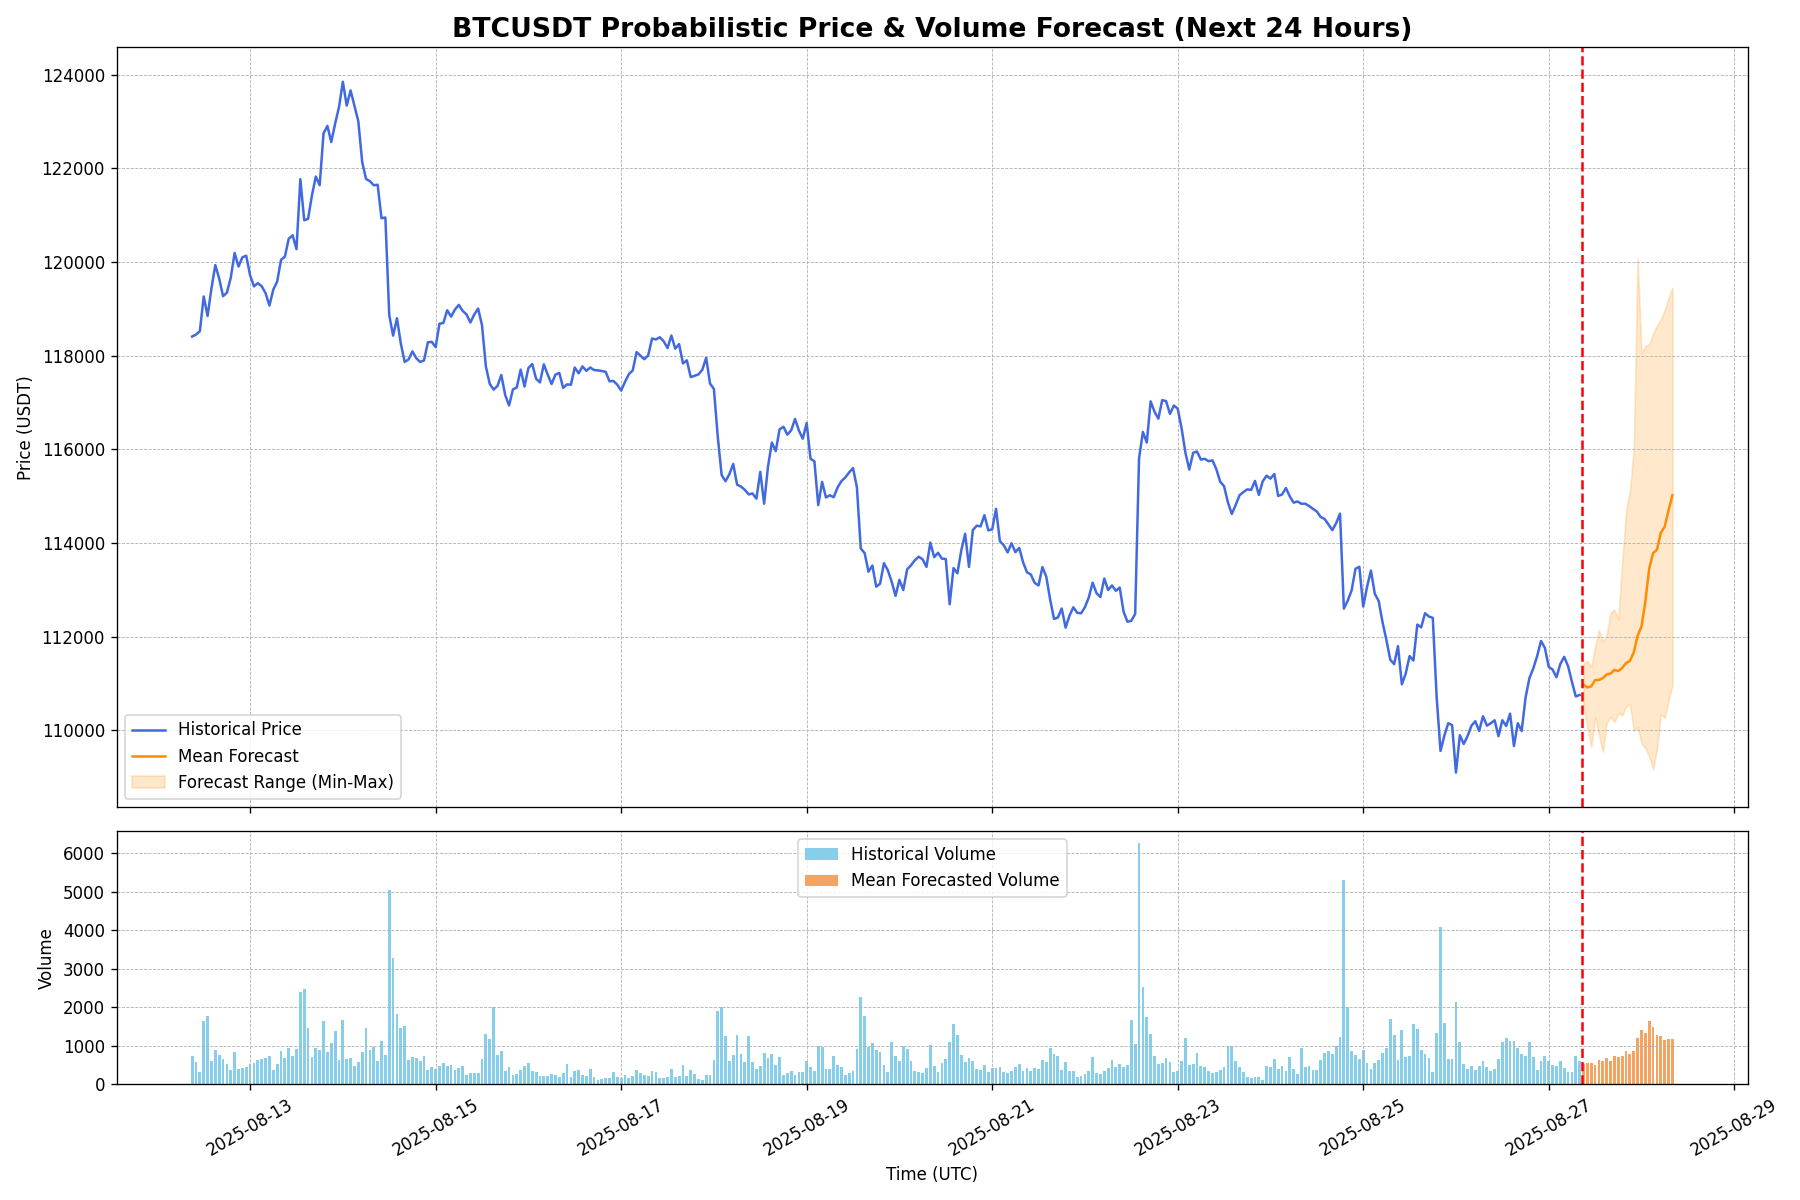 BTCUSDT Probabilistic Price & Volume Forecast (Next 24 Hours)
Price (USDT)
124000
122000
120000
118000
116000
114000
112000
110000
Historical Price
Mean Forecast
Forecast Range (Min-Max)
Volume
6000
5000
4000
3000
2000
1000
0
Historical Volume
Mean Forecasted Volume
2025-08-13
2025-08-15
2025-08-17
2025-08-19
2025-08-21
2025-08-23
2025-08-25
2025-08-27
2025-08-29
Time (UTC)